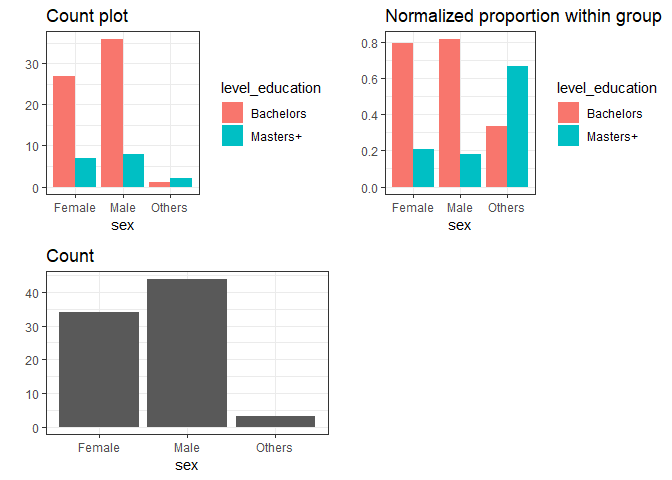 Count plot
30
20
10
0
Female Male Others
sex
level_education
Bachelors
Masters+
Normalized proportion within group
0.8
0.6
0.4
0.2
0.0
Female Male Others
sex
level_education
Bachelors
Masters+
Count
40
30
20
10
0
Female Male Others
sex